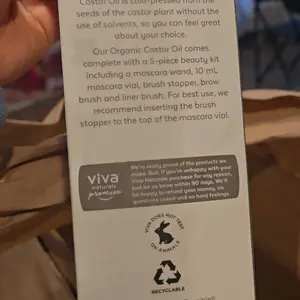 Castor Oil is cold-pressed from the
seeds of the castor plant without the
use of solvents, so you can feel great
about your choice.
Our Organic Castor Oil comes
complete with a 5-piece beauty kit
including a mascara wand, 10 mL
mascara vial, brush stopper, brow
brush and liner brush. For best use, we
recommend inserting the brush
stopper to the top of the mascara vial.
viva
naturals
promise
We're really proud of the products we
make. But, if you're unhappy with your
Viva Naturals purchase for any reason,
just let us know within 90 days. We'll
be happy to refund your money, no
questions asked and no hard feelings.
VIVA DOES NOT TEST
ON ANIMALS
RECYCLABLE